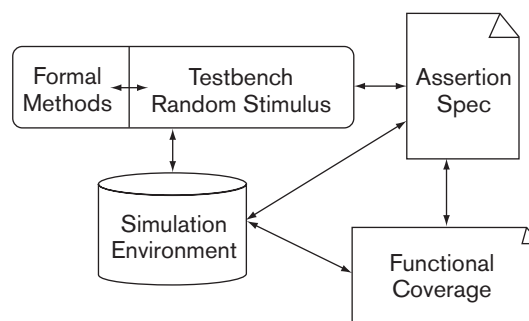 Formal
Methods
Testbench
Random Stimulus
Assertion
Spec
Simulation
Environment
Functional
Coverage